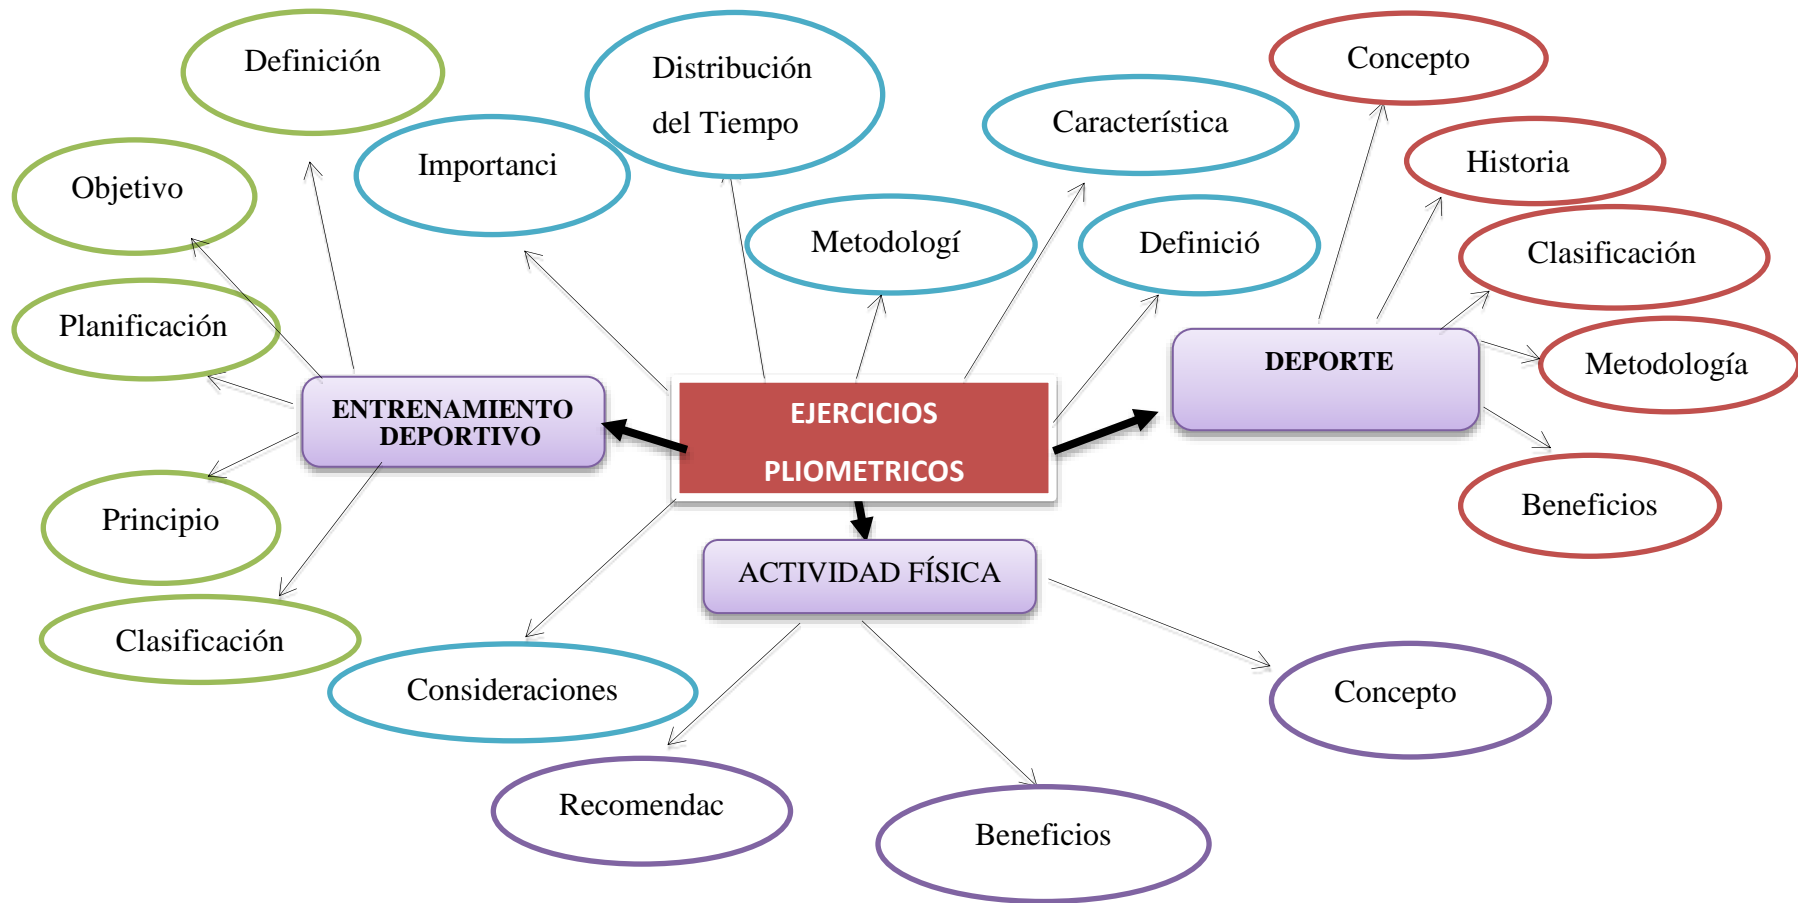 Definición
Distribución
del Tiempo
Concepto
Característica
Importanci
Historia
Objetivo
Metodologí
Definició
Clasificación
Planificación
DEPORTE
Metodología
ENTRENAMIENTO
DEPORTIVO
EJERCICIOS
PLIOMETRICOS
Beneficios
Principio
ACTIVIDAD FÍSICA
Clasificación
Consideraciones
Concepto
Recomendac
Beneficios